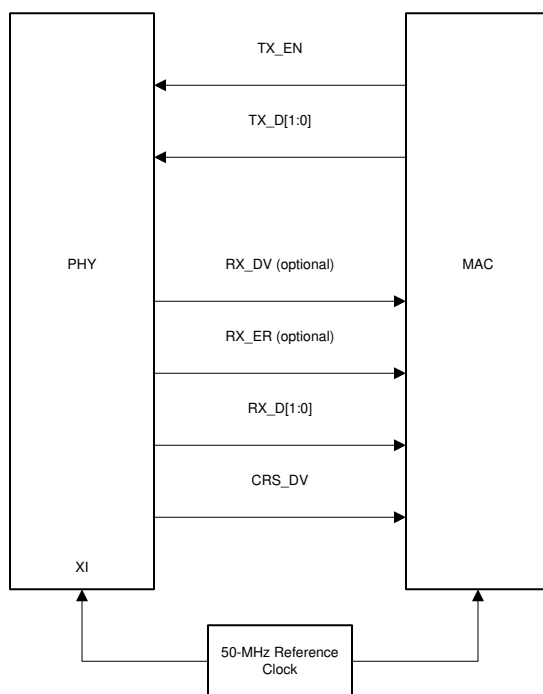 TX_EN
TX_D[1:0]
PHY
RX_DV (optional)
MAC
RX_ER (optional)
RX_D[1:0]
CRS_DV
XI
50-MHz Reference
Clock